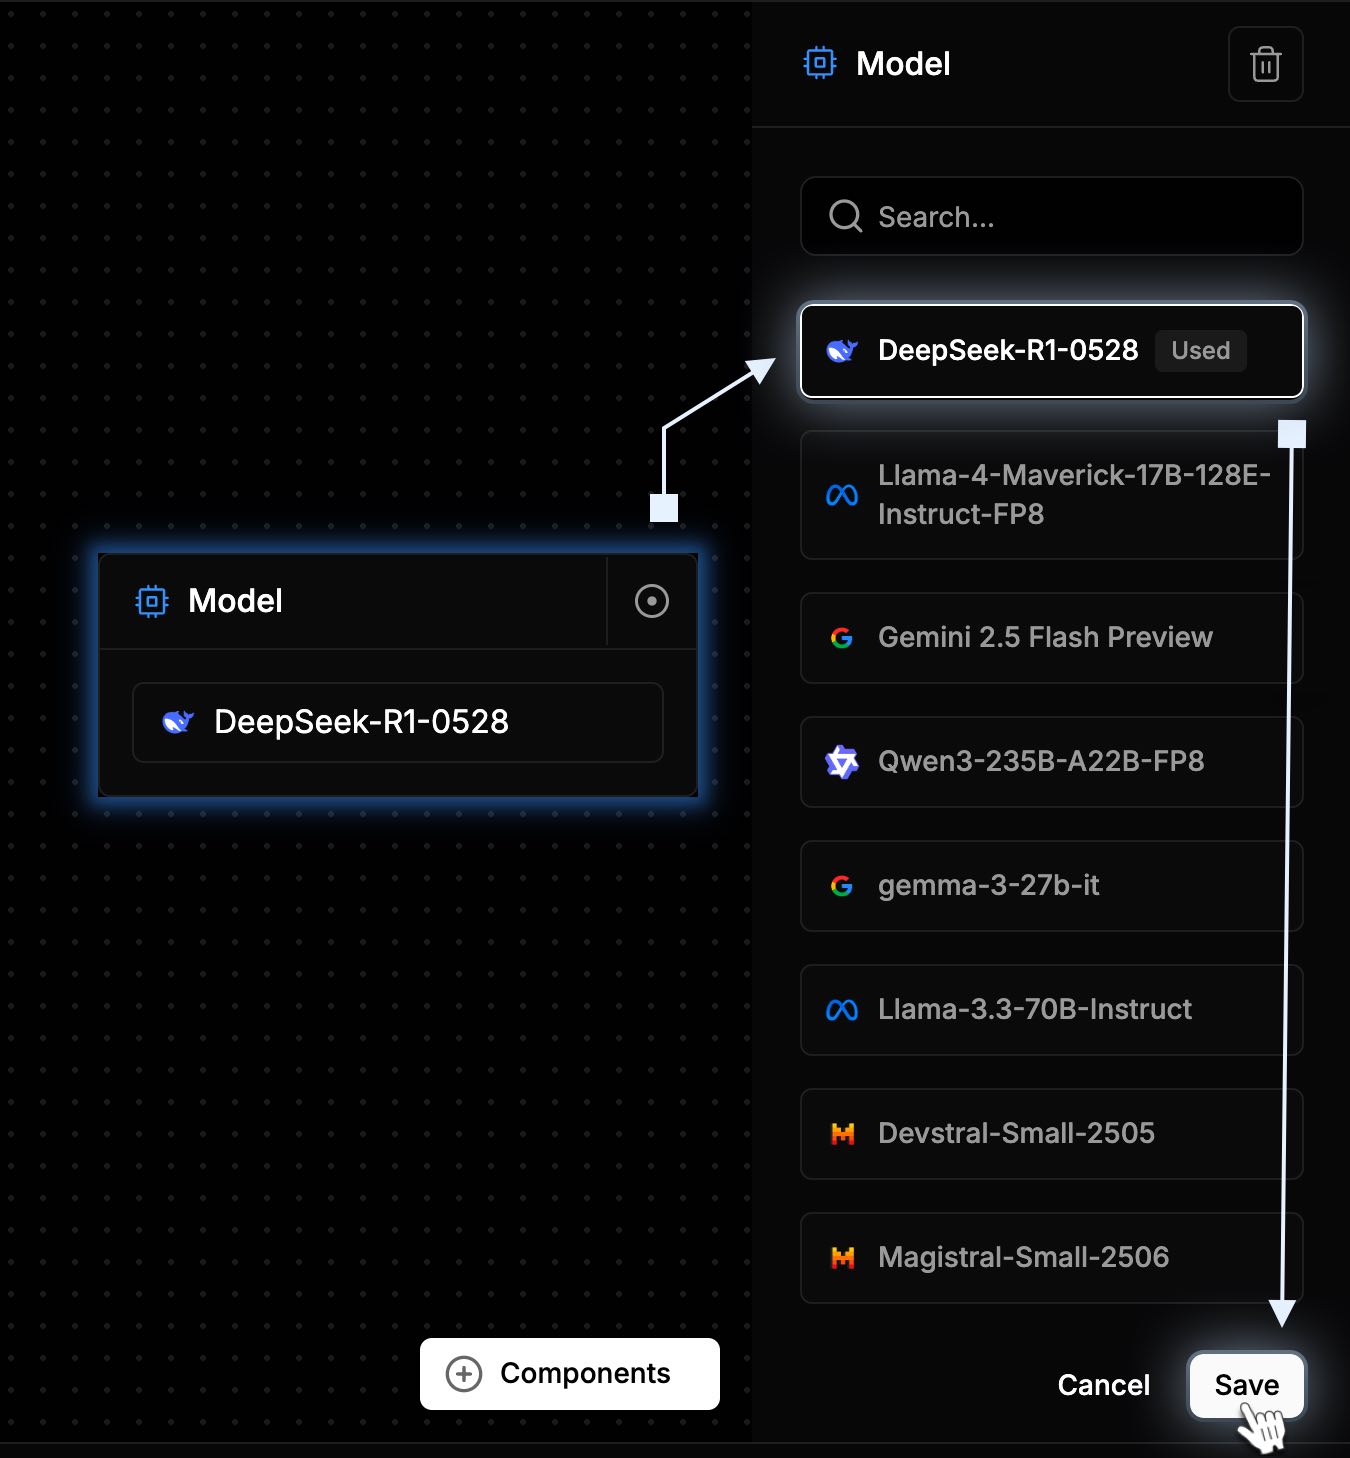 Model
Search...
DeepSeek-R1-0528 Used
Llama-4-Maverick-17B-128E-
Instruct-FP8
Gemini 2.5 Flash Preview
Qwen3-235B-A22B-FP8
gemma-3-27b-it
Llama-3.3-70B-Instruct
Devstral-Small-2505
Magistral-Small-2506
Cancel Save
Model
DeepSeek-R1-0528
Components